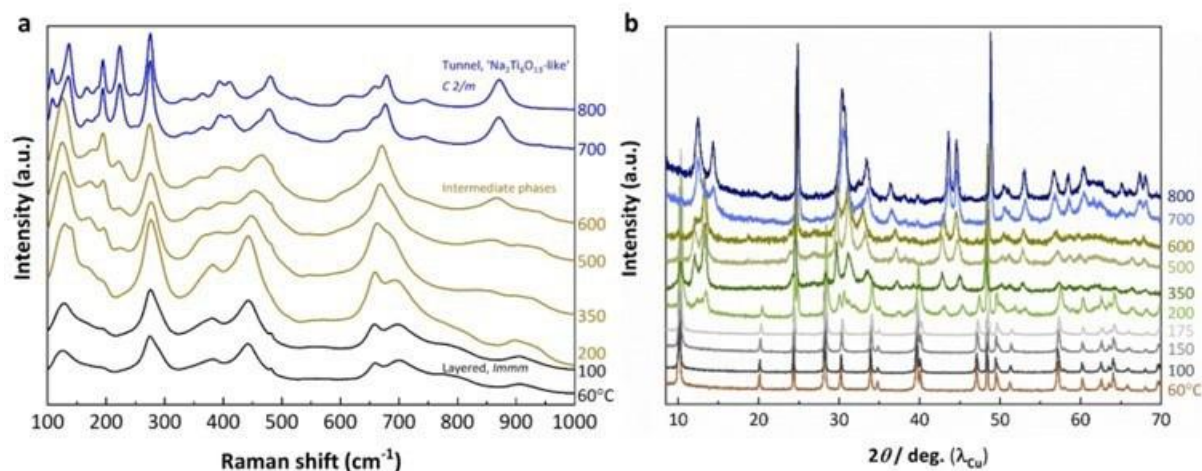 a
Tunnel, 'Na₂Ti₆O₁₃-like'
C 2/m
800
700
Intermediate phases
600
500
350
200
100
Layered, Immm
60°C
Intensity (a.u.)
100 200 300 400 500 600 700 800 900 1000
Raman shift (cm⁻¹)
b
800
700
600
500
350
200
175
150
100
60°C
Intensity (a.u.)
10 20 30 40 50 60 70
2θ / deg. (λCu)